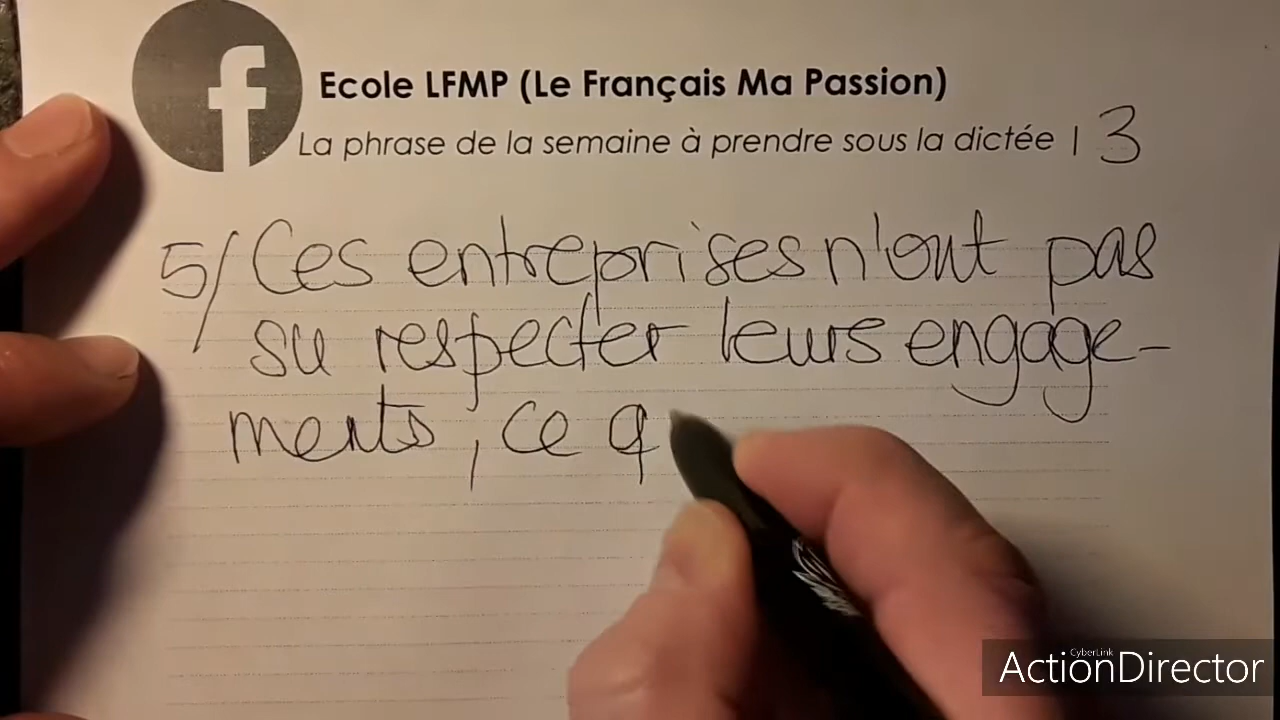 f
Ecole LFMP (Le Français Ma Passion)
La phrase de la semaine à prendre sous la dictée | 3
5/ Ces entreprises n'ont pas
su respecter leurs engage-
ments, ce q
CyberLink
ActionDirector